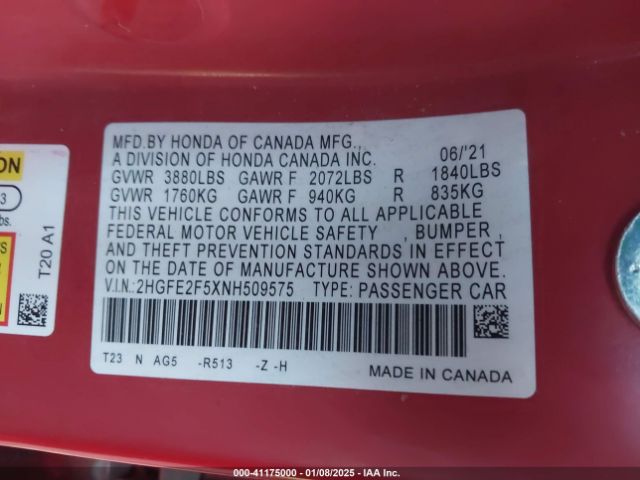 MFD.BY HONDA OF CANADA MFG.,
A DIVISION OF HONDA CANADA INC. 06/'21
GVWR 3880LBS GAWR F 2072LBS R 1840LBS
GVWR 1760KG GAWR F 940KG R 835KG
THIS VEHICLE CONFORMS TO ALL APPLICABLE
FEDERAL MOTOR VEHICLE SAFETY , BUMPER ,
AND THEFT PREVENTION STANDARDS IN EFFECT
ON THE DATE OF MANUFACTURE SHOWN ABOVE.
V.I.N.:2HGFE2F5XNH509575 TYPE: PASSENGER CAR
T23 N AG5 -R513 -Z -H
MADE IN CANADA
ON
3
bs.
T20 A1
000-41175000 - 01/08/2025 - IAA Inc.